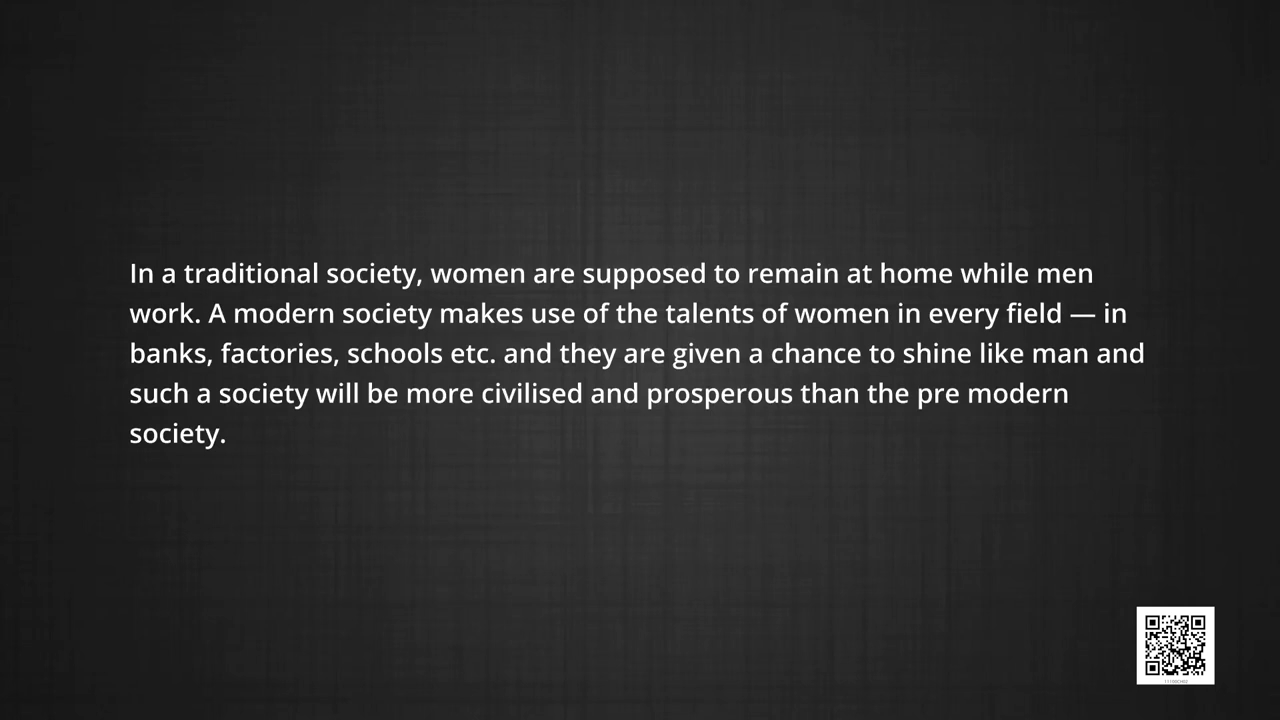 In a traditional society, women are supposed to remain at home while men
work. A modern society makes use of the talents of women in every field — in
banks, factories, schools etc. and they are given a chance to shine like man and
such a society will be more civilised and prosperous than the pre modern
society.